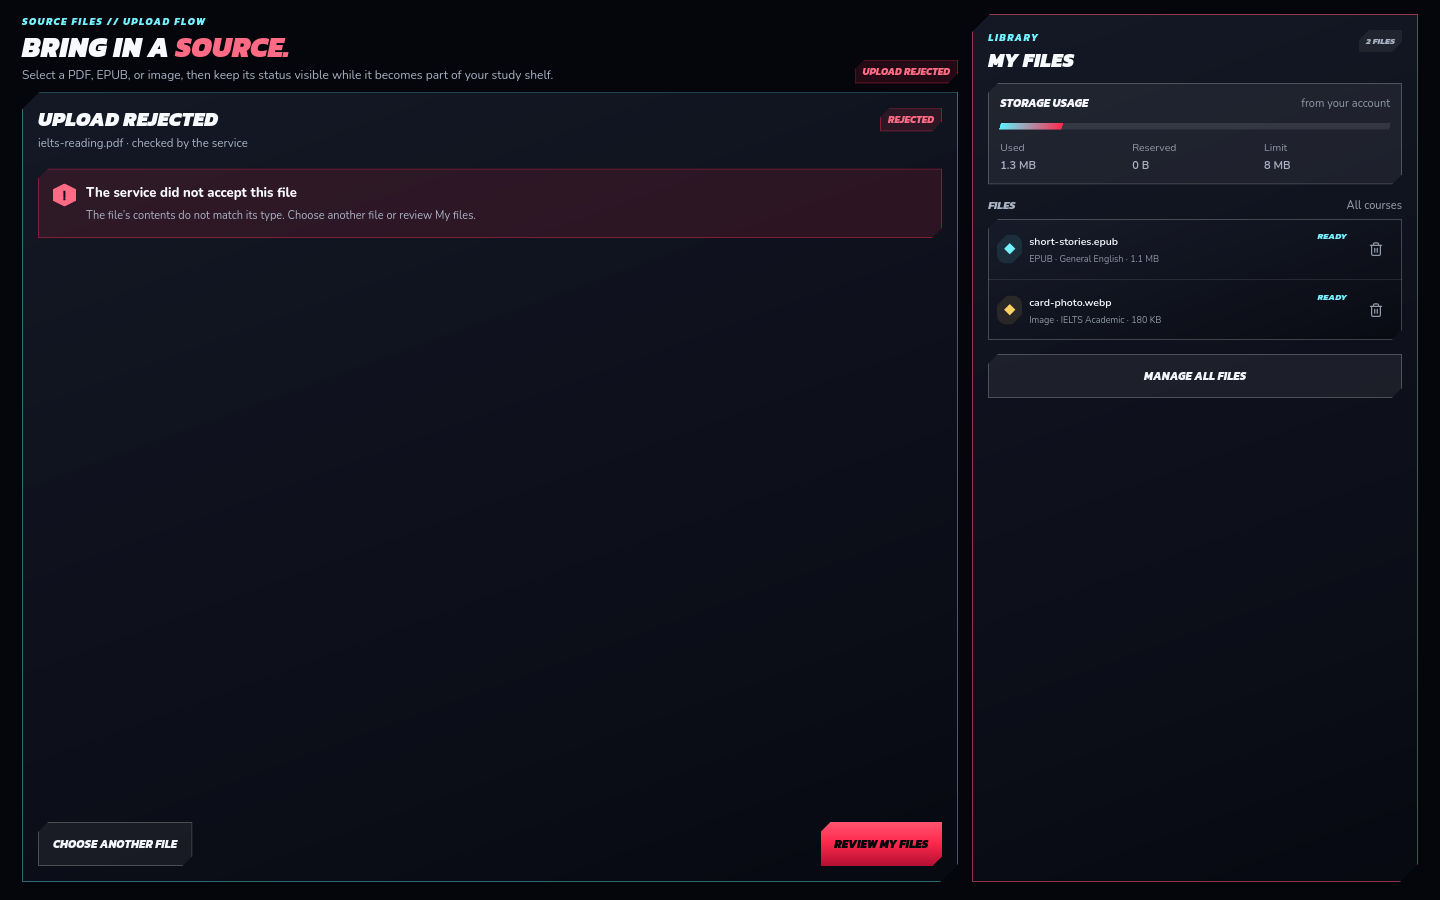 SOURCE FILES // UPLOAD FLOW
BRING IN A SOURCE.
Select a PDF, EPUB, or image, then keep its status visible while it becomes part of your study shelf.
UPLOAD REJECTED
UPLOAD REJECTED
REJECTED
ielts-reading.pdf · checked by the service
!
The service did not accept this file
The file's contents do not match its type. Choose another file or review My files.
CHOOSE ANOTHER FILE
REVIEW MY FILES
LIBRARY
2 FILES
MY FILES
STORAGE USAGE
from your account
Used
Reserved
Limit
1.3 MB
0 B
8 MB
FILES
All courses
short-stories.epub
READY
EPUB · General English · 1.1 MB
card-photo.webp
READY
Image · IELTS Academic · 180 KB
MANAGE ALL FILES